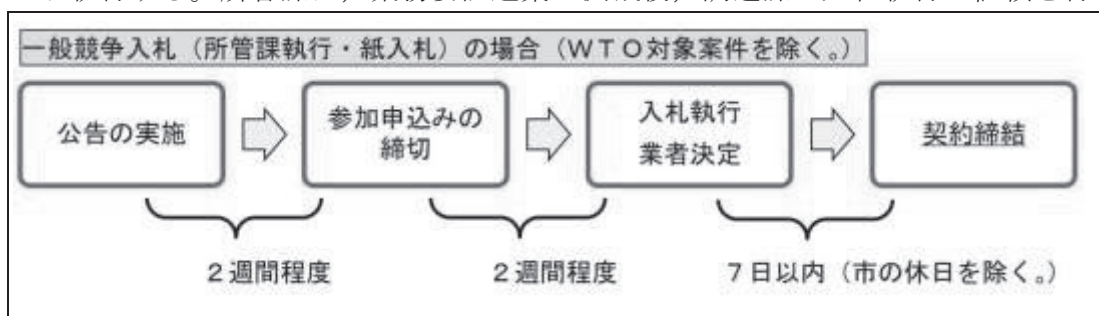 一般競争入札（所管課執行・紙入札）の場合（ＷＴＯ対象案件を除く。）
公告の実施
参加申込みの
締切
入札執行
業者決定
契約締結
２週間程度
２週間程度
７日以内（市の休日を除く。）